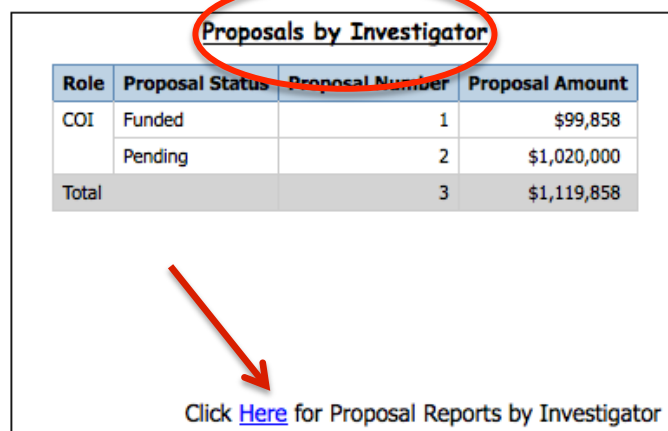 Proposals by Investigator
Role Proposal Status Proposal Number Proposal Amount
COI Funded 1 $99,858
Pending 2 $1,020,000
Total 3 $1,119,858
Click Here for Proposal Reports by Investigator